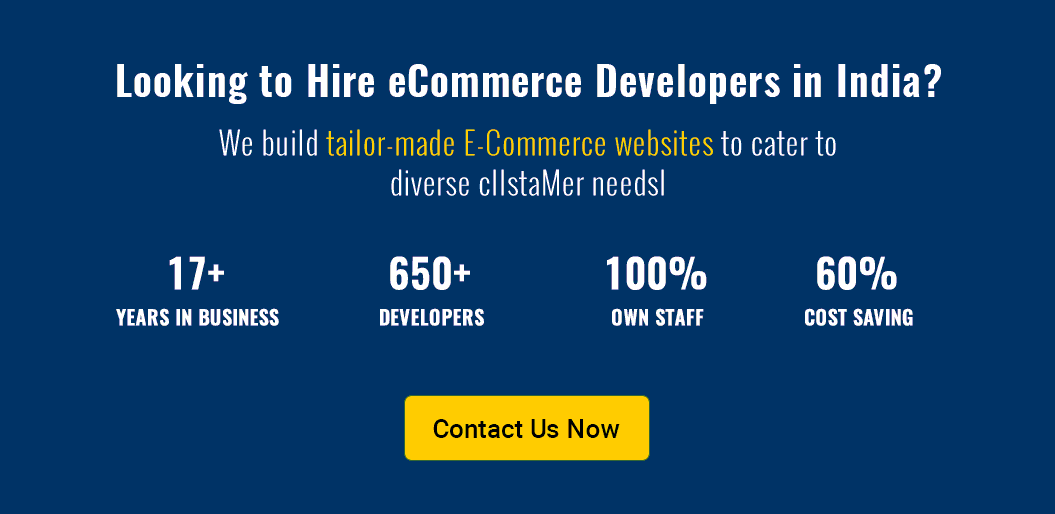 Looking to Hire eCommerce Developers in India?
We build tailor-made E-Commerce websites to cater to
diverse cllstaMer needsl
17+ 650+ 100% 60%
YEARS IN BUSINESS DEVELOPERS OWN STAFF COST SAVING
Contact Us Now